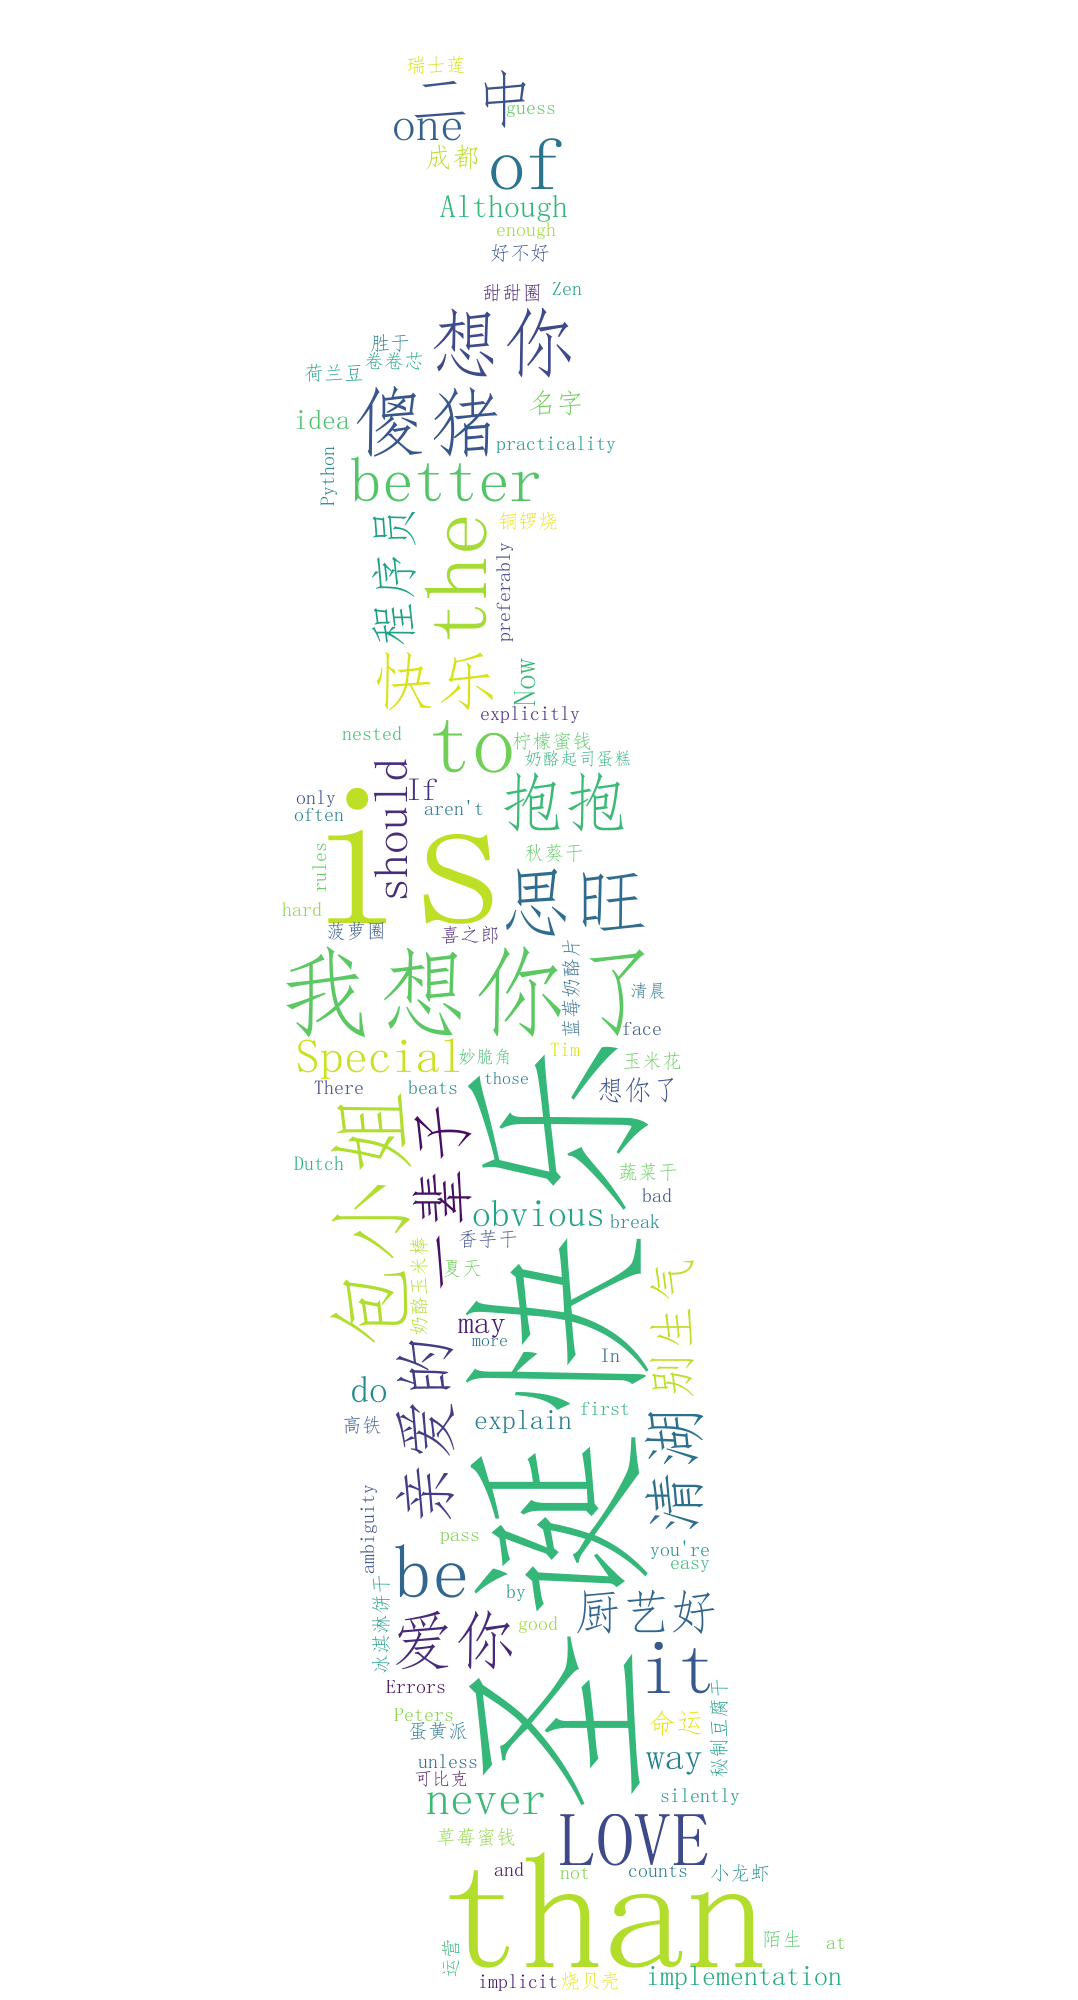 瑞士莲
二中
guess
one
成都
of
Although
enough
好不好
甜甜圈
Zen
想你
胜于
卷卷芯
荷兰豆
傻猪
名字
idea
practicality
better
Python
程序员
the
铜锣烧
preferably
快乐
Now
explicitly
nested
to
柠檬蜜钱
奶酪起司蛋糕
should
If
抱抱
only
often
aren't
is
rules
秋葵干
思旺
hard
菠萝圈
喜之郎
我想你了
蓝莓奶酪片
清晨
face
Special
妙脆角
Tim
玉米花
There
beats
those
想你了
圣诞快乐
包小姐
一辈子
Dutch
蔬菜干
bad
obvious
break
香芋干
夏天
奶酪玉米棒
别生气
may
more
In
亲爱的
do
explain
first
高铁
清湖
ambiguity
pass
you're
easy
be
by
冰淇淋饼干
good
厨艺好
爱你
it
Errors
Peters
命运
秘制豆腐干
蛋黄派
way
unless
可比克
never
silently
LOVE
草莓蜜钱
and
not
counts
小龙虾
than
运营
陌生
at
implicit
烧贝壳
implementation